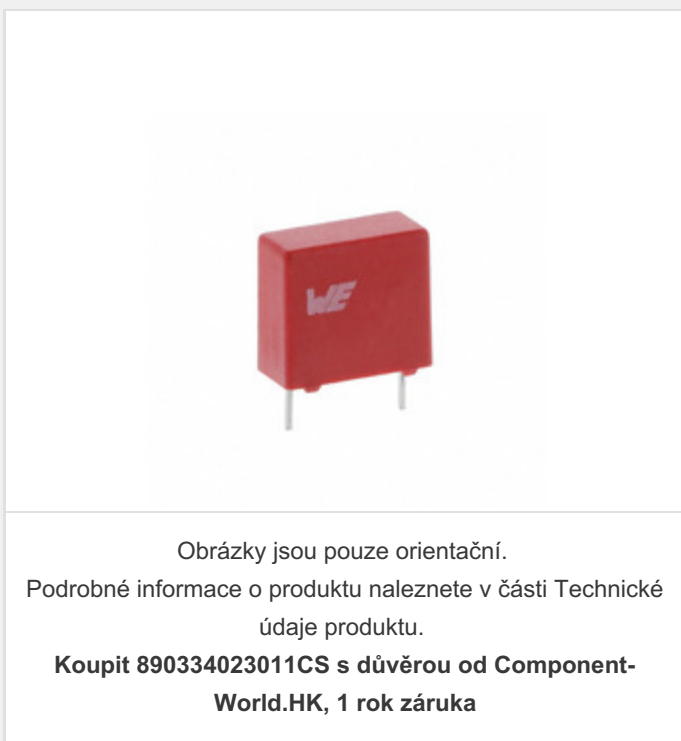 WE
Obrázky jsou pouze orientační.
Podrobné informace o produktu naleznete v části Technické
údaje produktu.
Koupit 890334023011CS s důvěrou od Component-
World.HK, 1 rok záruka